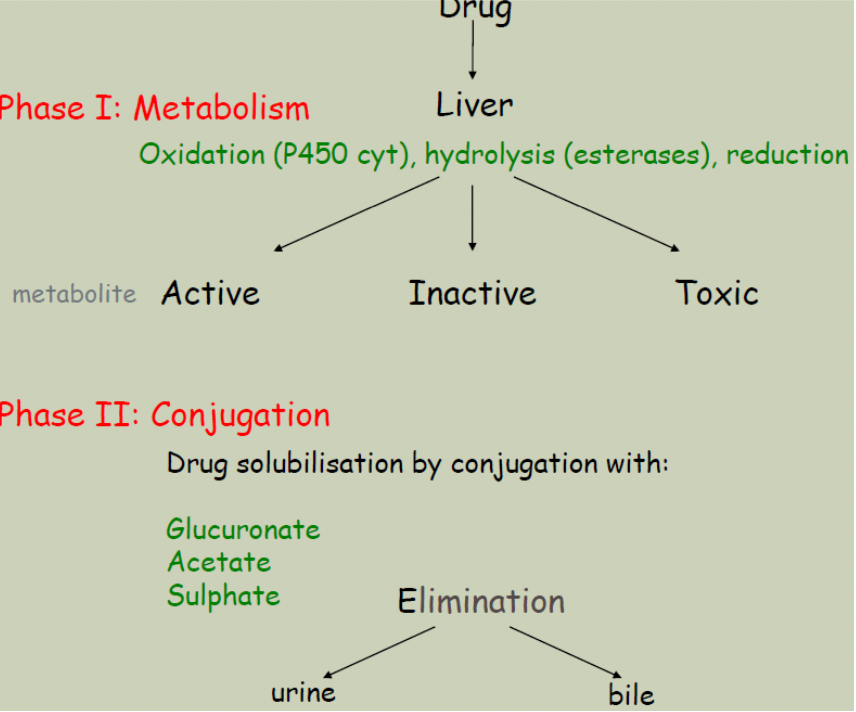 Drug
Phase I: Metabolism Liver
Oxidation (P450 cyt), hydrolysis (esterases), reduction
metabolite Active Inactive Toxic
Phase II: Conjugation
Drug solubilisation by conjugation with:
Glucuronate
Acetate
Sulphate Elimination
urine bile